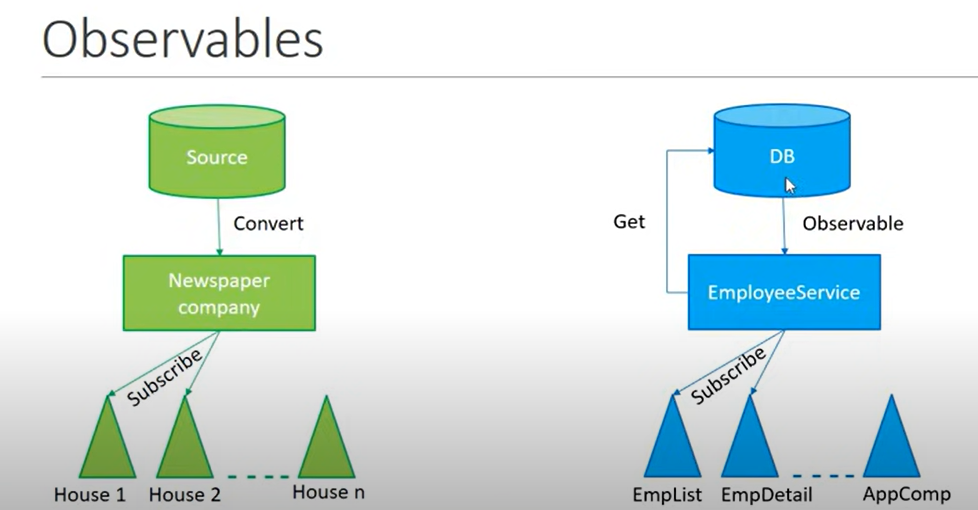 Observables
Source
Convert
Newspaper
company
Subscribe
House 1
House 2
House n
DB
Get
Observable
EmployeeService
Subscribe
EmpList
EmpDetail
AppComp